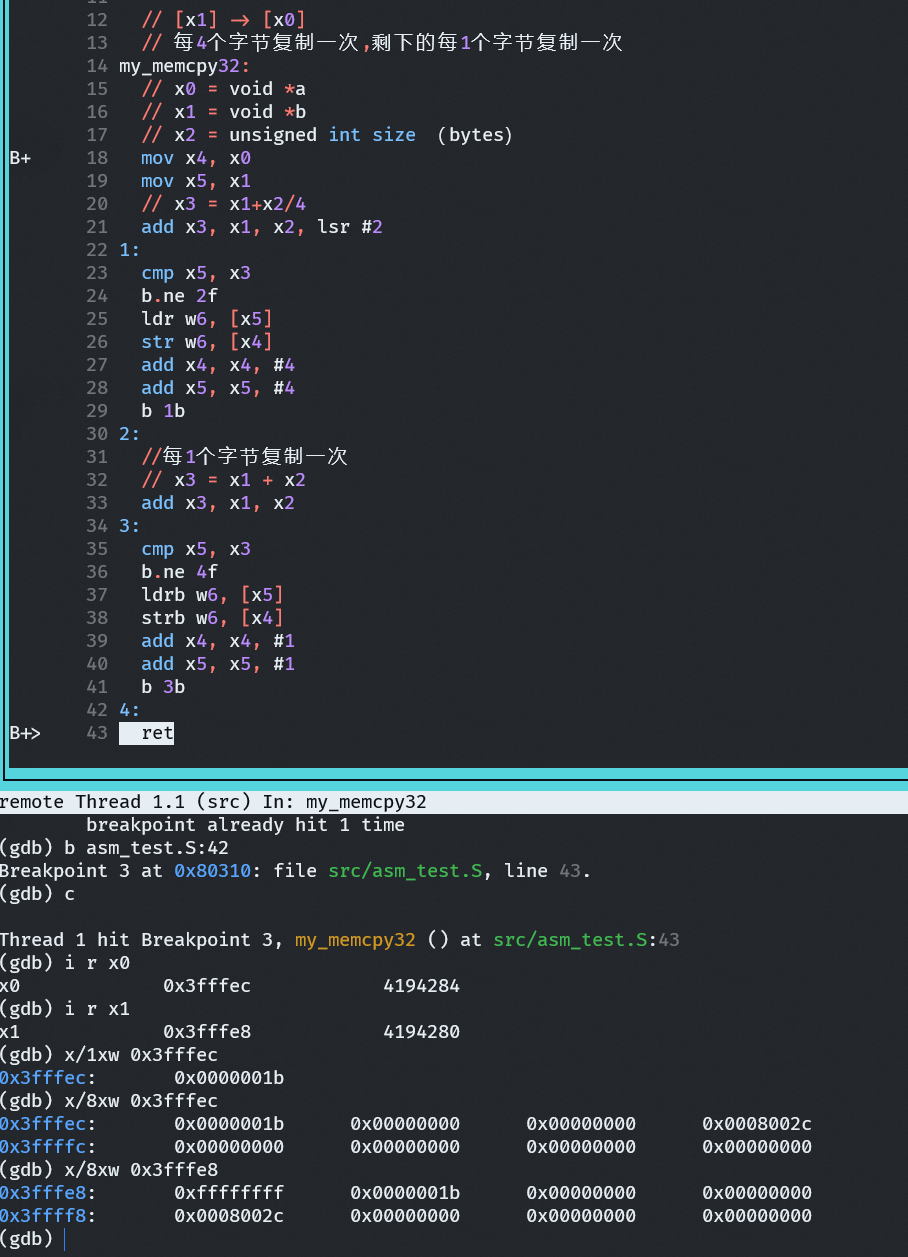 11
12 // [x1] -> [x0]
13 // 每4个字节复制一次,剩下的每1个字节复制一次
14 my_memcpy32:
15 // x0 = void *a
16 // x1 = void *b
17 // x2 = unsigned int size (bytes)
B+ 18 mov x4, x0
19 mov x5, x1
20 // x3 = x1+x2/4
21 add x3, x1, x2, lsr #2
22 1:
23 cmp x5, x3
24 b.ne 2f
25 ldr w6, [x5]
26 str w6, [x4]
27 add x4, x4, #4
28 add x5, x5, #4
29 b 1b
30 2:
31 //每1个字节复制一次
32 // x3 = x1 + x2
33 add x3, x1, x2
34 3:
35 cmp x5, x3
36 b.ne 4f
37 ldrb w6, [x5]
38 strb w6, [x4]
39 add x4, x4, #1
40 add x5, x5, #1
41 b 3b
42 4:
B+> 43 ret
remote Thread 1.1 (src) In: my_memcpy32
breakpoint already hit 1 time
(gdb) b asm_test.S:42
Breakpoint 3 at 0x80310: file src/asm_test.S, line 43.
(gdb) c
Thread 1 hit Breakpoint 3, my_memcpy32 () at src/asm_test.S:43
(gdb) i r x0
x0 0x3fffec 4194284
(gdb) i r x1
x1 0x3fffe8 4194280
(gdb) x/1xw 0x3fffec
0x3fffec: 0x0000001b
(gdb) x/8xw 0x3fffec
0x3fffec: 0x0000001b 0x00000000 0x00000000 0x0008002c
0x3ffffc: 0x00000000 0x00000000 0x00000000 0x00000000
(gdb) x/8xw 0x3fffe8
0x3fffe8: 0xffffffff 0x0000001b 0x00000000 0x00000000
0x3ffff8: 0x0008002c 0x00000000 0x00000000 0x00000000
(gdb)